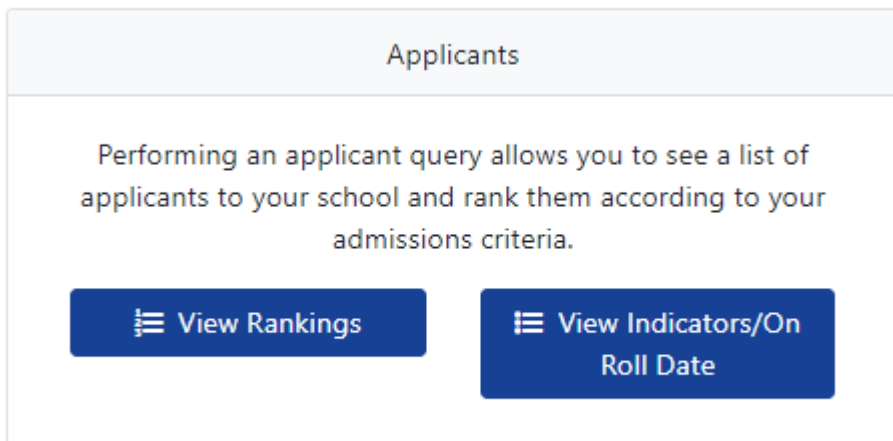 Applicants
Performing an applicant query allows you to see a list of
applicants to your school and rank them according to your
admissions criteria.
View Rankings
View Indicators/On
Roll Date